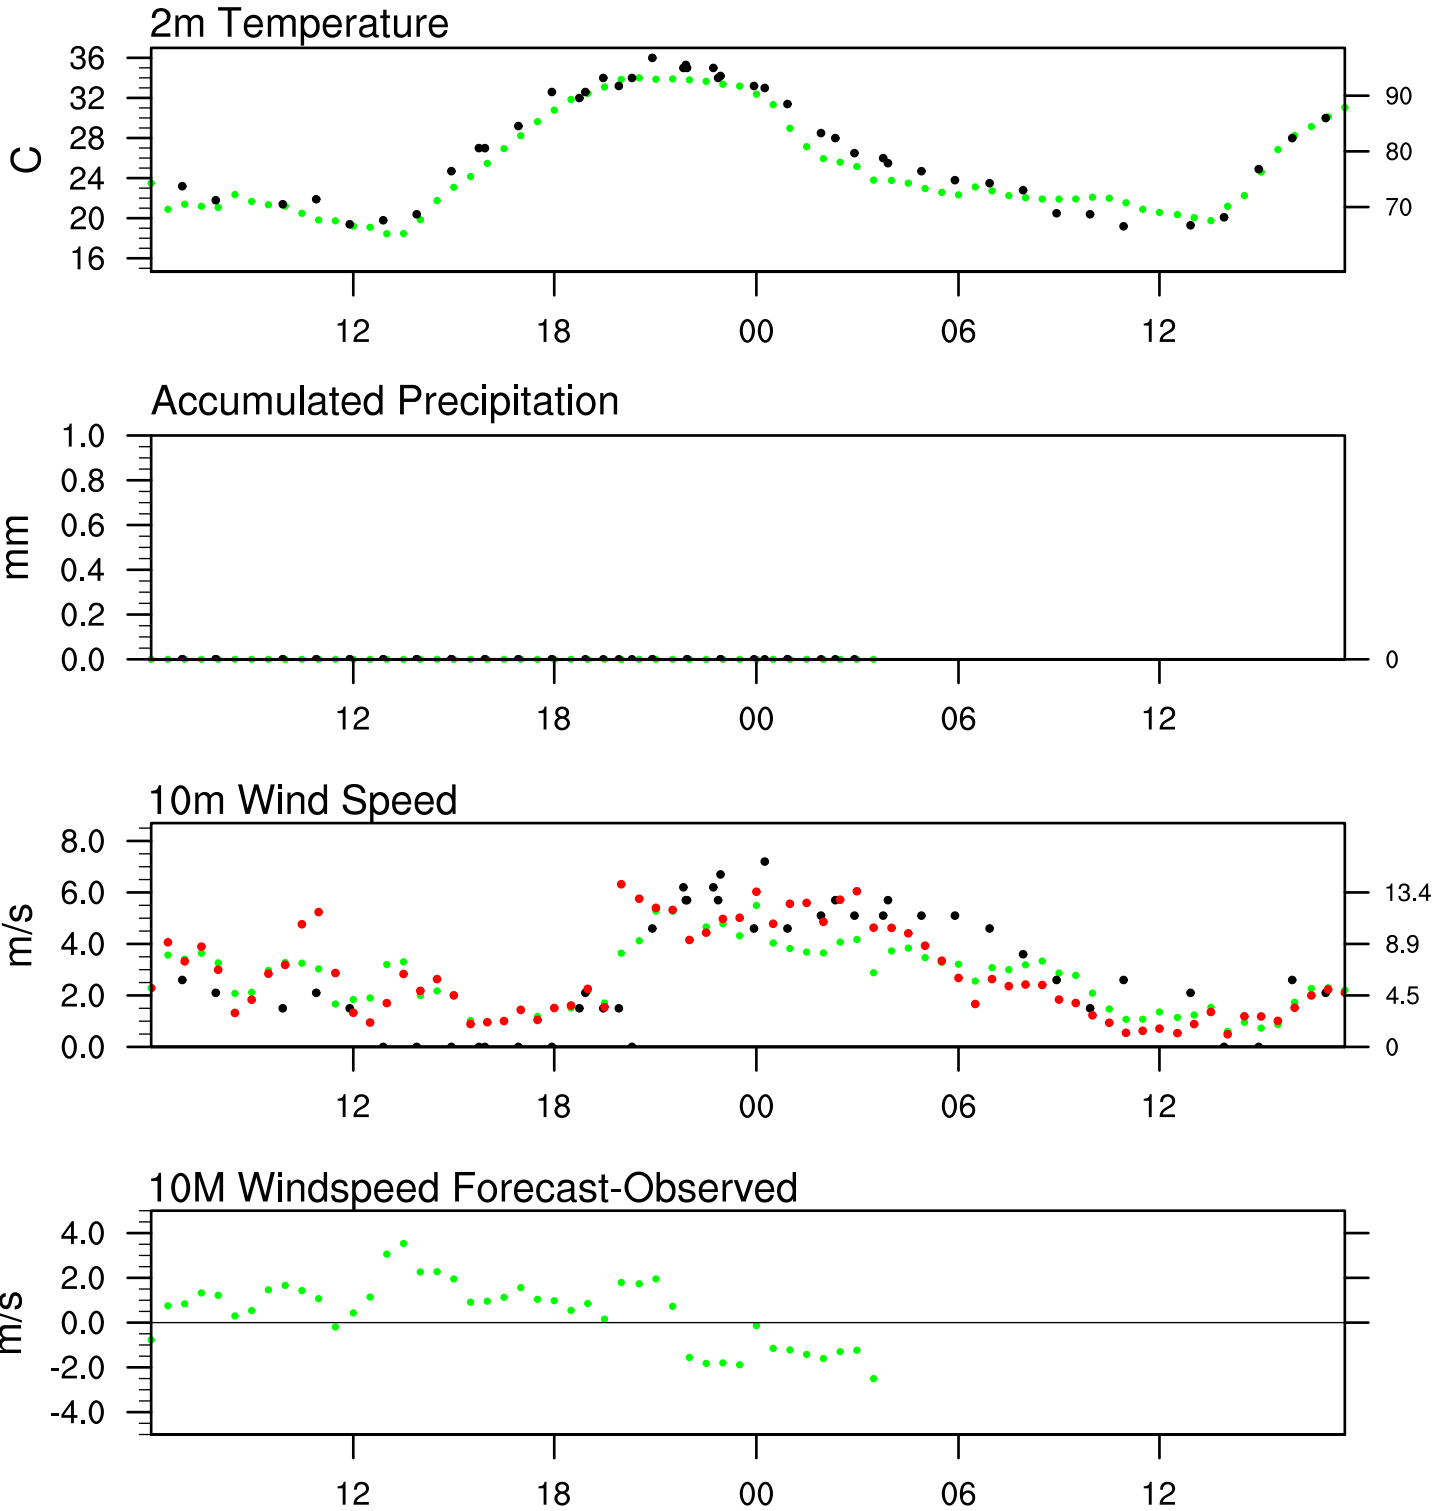 2m Temperature
36
32
28
24
20
16
C
90
80
70
12 18 00 06 12
Accumulated Precipitation
1.0
0.8
0.6
0.4
0.2
0.0
mm
0
12 18 00 06 12
10m Wind Speed
8.0
6.0
4.0
2.0
0.0
m/s
13.4
8.9
4.5
0
12 18 00 06 12
10M Windspeed Forecast-Observed
4.0
2.0
0.0
-2.0
-4.0
m/s
12 18 00 06 12